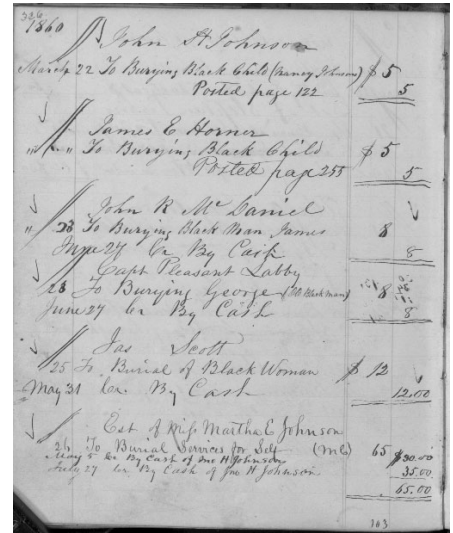 326
1860
John H Johnson
March 22 To Burying Black Child (Nancy Johnson) $ 5
Posted page 122 5
James E Horner
" " To Burying Black Child $ 5
Posted page 255 5
John R McDaniel
" 23 To Burying Black Man James 8
June 27 Cr By Cash 8
Capt Pleasant Labby
23 To Burying George (Black Man) 8
June 27 Cr By Cash 8
Jas Scott
25 To Burial of Black Woman $ 12
May 31 Cr By Cash 12.00
Est of Miss Martha E Johnson
26 To Burial Services for Self (MC) 65 $30.00
May 5 Cr By Cash of Jno H Johnson 35.00
27 Cr By Cash of Jno H Johnson 65.00